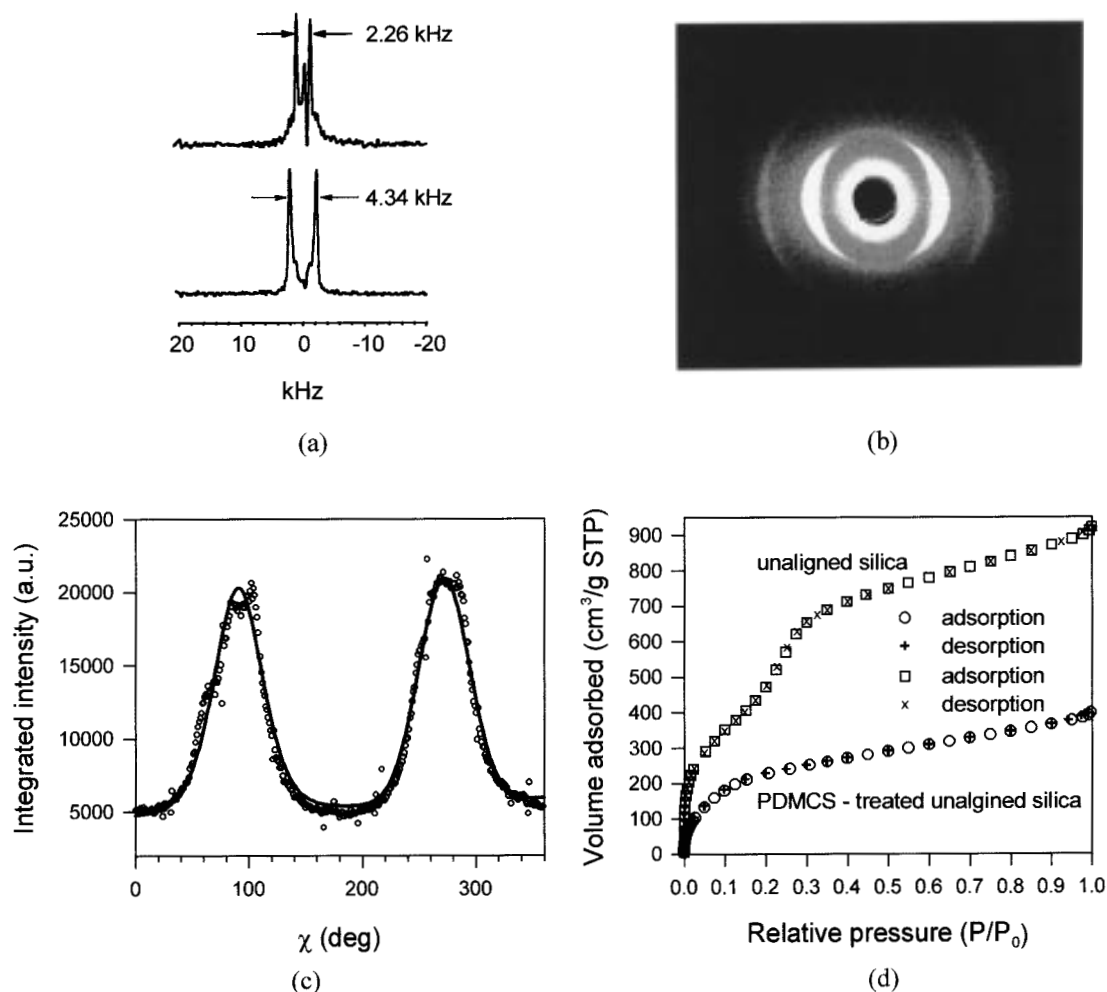 2.26 kHz
4.34 kHz
20 10 0 -10 -20
kHz
(a)
(b)
25000
20000
15000
10000
5000
Integrated intensity (a.u.)
0 100 200 300
χ (deg)
(c)
900
800
700
600
500
400
300
200
100
0
Volume adsorbed (cm³/g STP)
unaligned silica
adsorption
desorption
adsorption
desorption
PDMCS - treated unalgined silica
0.0 0.1 0.2 0.3 0.4 0.5 0.6 0.7 0.8 0.9 1.0
Relative pressure (P/P₀)
(d)